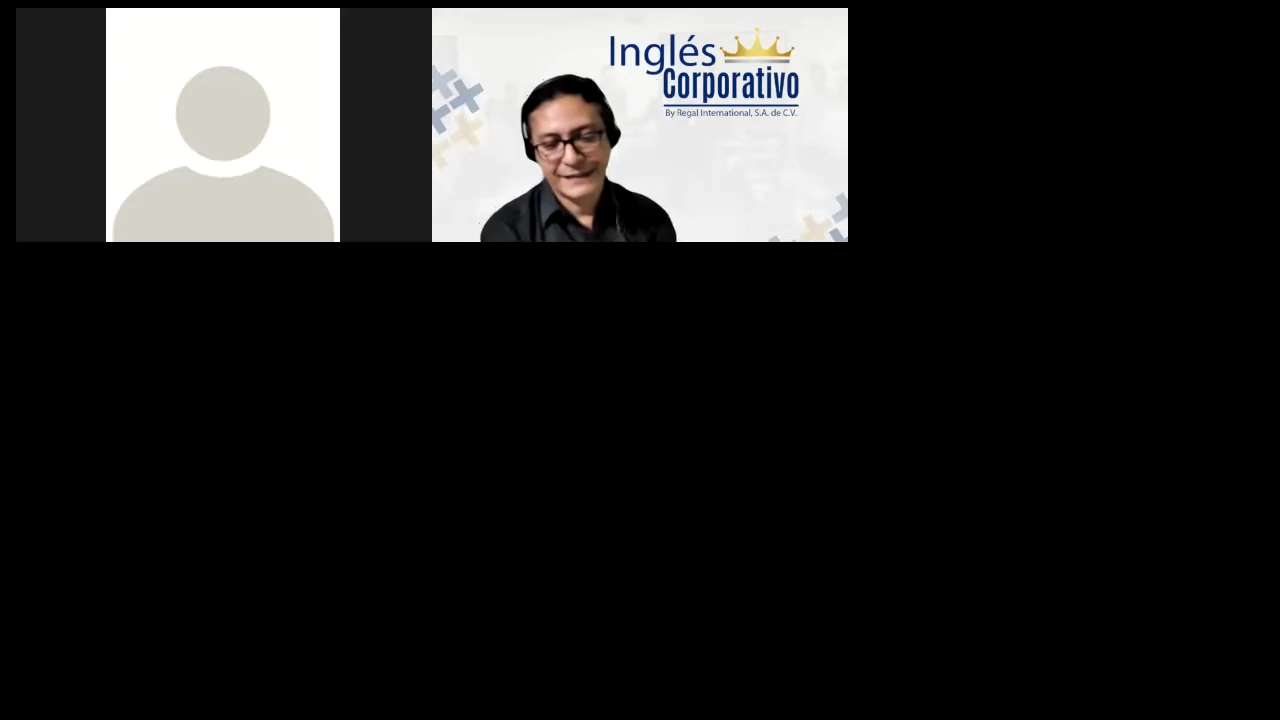 Inglés
Corporativo
By Regal International, S.A. de C.V.